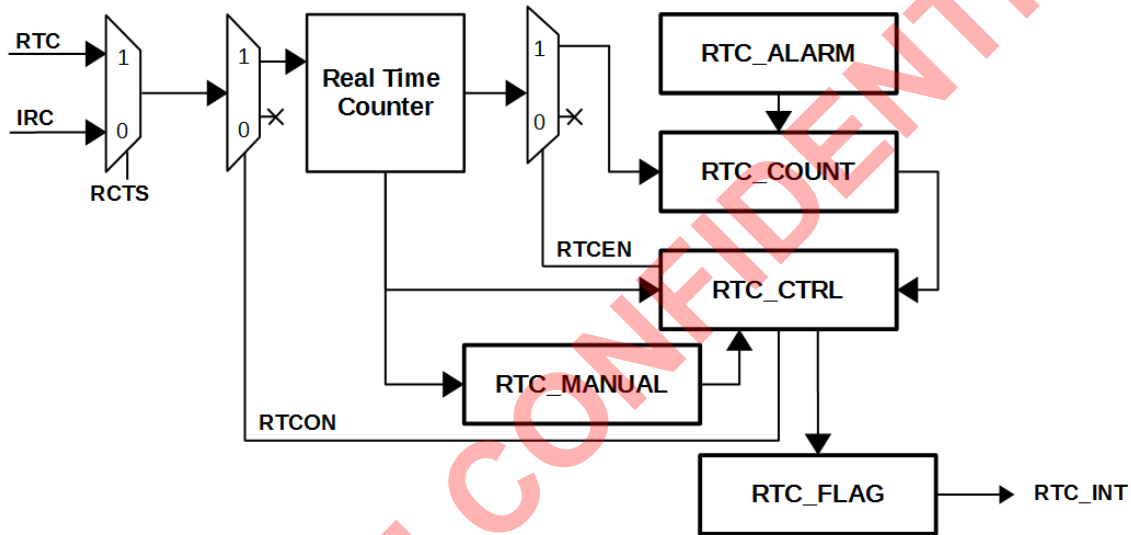 RTC
1
IRC
0
RCTS
1
0
Real Time
Counter
1
0
RTC_ALARM
RTC_COUNT
RTCEN
RTC_CTRL
RTC_MANUAL
RTCON
RTC_FLAG
RTC_INT
CONFIDENT